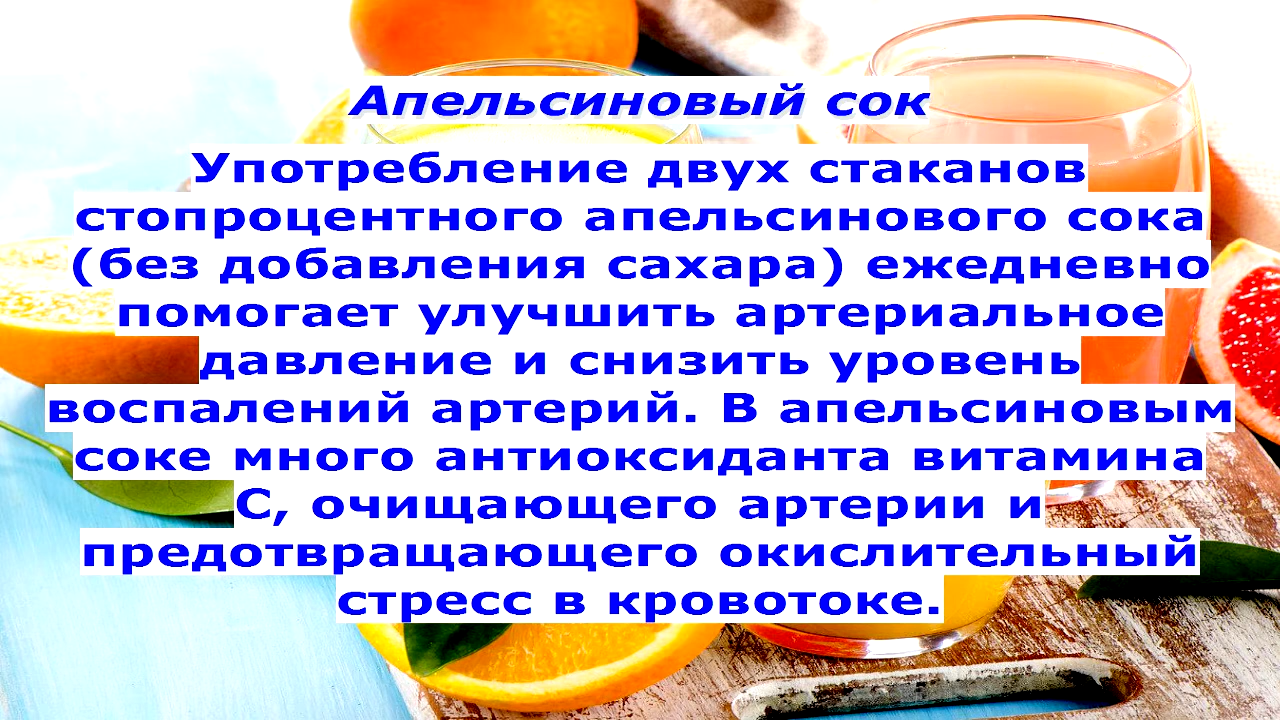 Апельсиновый сок
Употребление двух стаканов
стопроцентного апельсинового сока
(без добавления сахара) ежедневно
помогает улучшить артериальное
давление и снизить уровень
воспалений артерий. В апельсиновым
соке много антиоксиданта витамина
С, очищающего артерии и
предотвращающего окислительный
стресс в кровотоке.